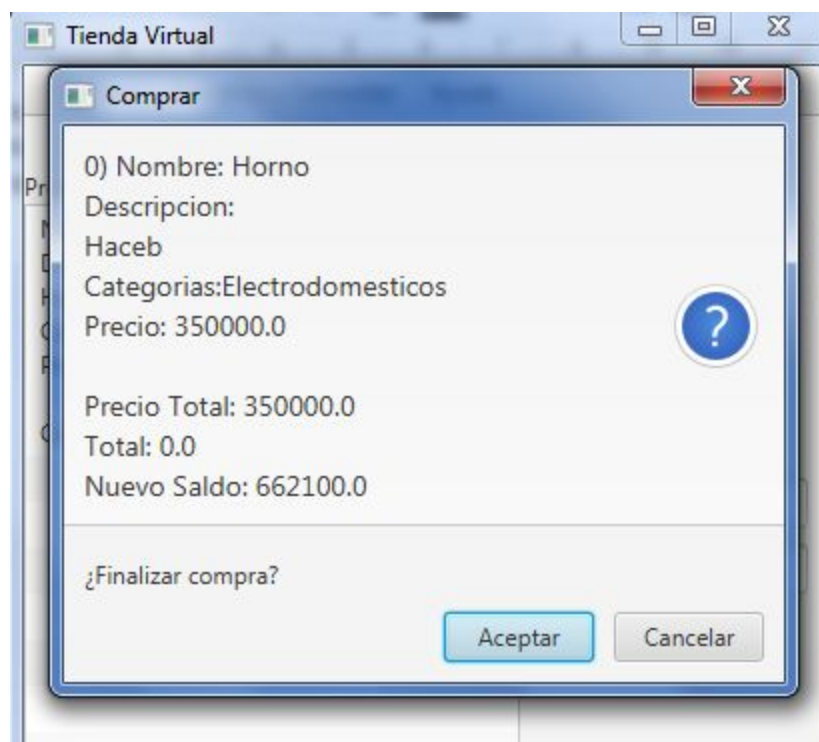 Tienda Virtual
Comprar
0) Nombre: Horno
Descripcion:
Haceb
Categorias:Electrodomesticos
Precio: 350000.0
Precio Total: 350000.0
Total: 0.0
Nuevo Saldo: 662100.0
¿Finalizar compra?
Aceptar
Cancelar